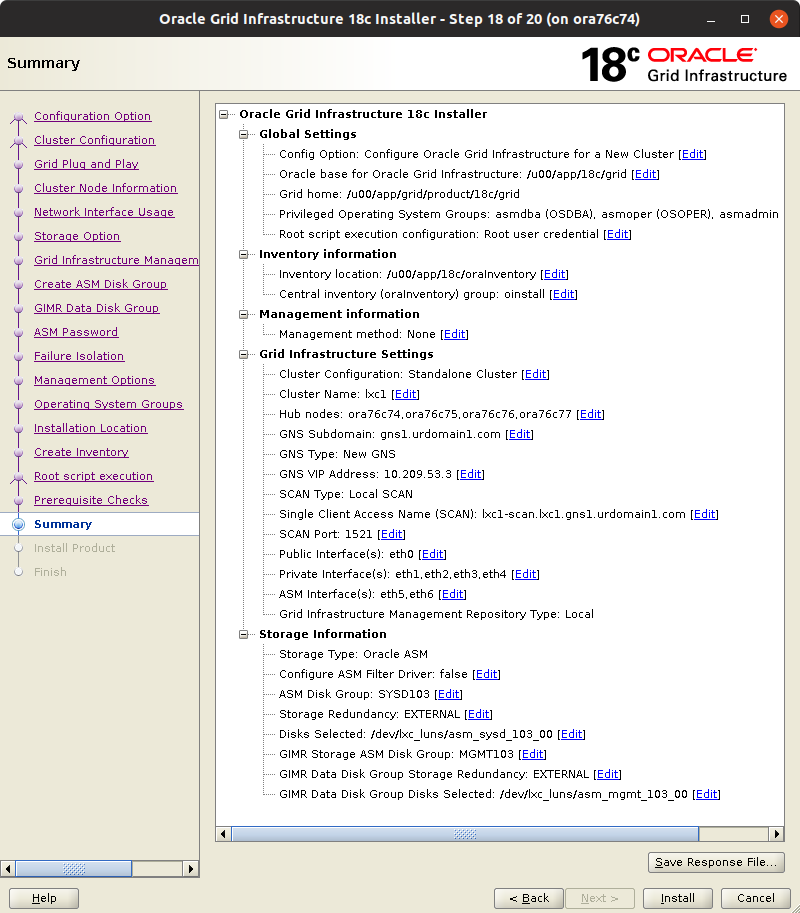 Oracle Grid Infrastructure 18c Installer - Step 18 of 20 (on ora76c74)
Summary
18c ORACLE
Grid Infrastructure
Configuration Option
Cluster Configuration
Grid Plug and Play
Cluster Node Information
Network Interface Usage
Storage Option
Grid Infrastructure Managem
Create ASM Disk Group
GIMR Data Disk Group
ASM Password
Failure Isolation
Management Options
Operating System Groups
Installation Location
Create Inventory
Root script execution
Prerequisite Checks
Summary
Install Product
Finish
Oracle Grid Infrastructure 18c Installer
Global Settings
Config Option: Configure Oracle Grid Infrastructure for a New Cluster [Edit]
Oracle base for Oracle Grid Infrastructure: /u00/app/18c/grid [Edit]
Grid home: /u00/app/grid/product/18c/grid
Privileged Operating System Groups: asmdba (OSDBA), asmoper (OSOPER), asmadmin
Root script execution configuration: Root user credential [Edit]
Inventory information
Inventory location: /u00/app/18c/oraInventory [Edit]
Central inventory (oraInventory) group: oinstall [Edit]
Management information
Management method: None [Edit]
Grid Infrastructure Settings
Cluster Configuration: Standalone Cluster [Edit]
Cluster Name: lxc1 [Edit]
Hub nodes: ora76c74,ora76c75,ora76c76,ora76c77 [Edit]
GNS Subdomain: gns1.urdomain1.com [Edit]
GNS Type: New GNS
GNS VIP Address: 10.209.53.3 [Edit]
SCAN Type: Local SCAN
Single Client Access Name (SCAN): lxc1-scan.lxc1.gns1.urdomain1.com [Edit]
SCAN Port: 1521 [Edit]
Public Interface(s): eth0 [Edit]
Private Interface(s): eth1,eth2,eth3,eth4 [Edit]
ASM Interface(s): eth5,eth6 [Edit]
Grid Infrastructure Management Repository Type: Local
Storage Information
Storage Type: Oracle ASM
Configure ASM Filter Driver: false [Edit]
ASM Disk Group: SYSD103 [Edit]
Storage Redundancy: EXTERNAL [Edit]
Disks Selected: /dev/lxc_luns/asm_sysd_103_00 [Edit]
GIMR Storage ASM Disk Group: MGMT103 [Edit]
GIMR Data Disk Group Storage Redundancy: EXTERNAL [Edit]
GIMR Data Disk Group Disks Selected: /dev/lxc_luns/asm_mgmt_103_00 [Edit]
Save Response File...
Help
< Back
Next >
Install
Cancel